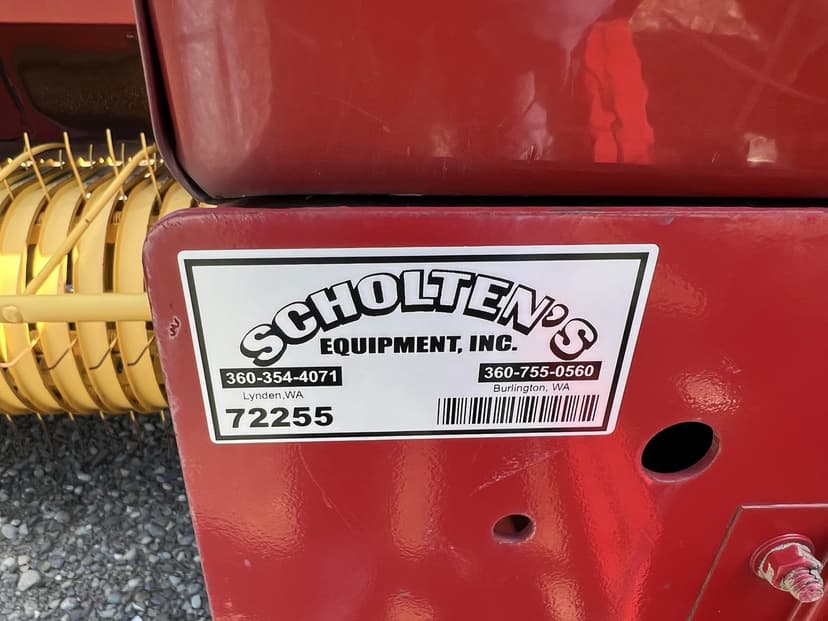 SCHOLTEN'S
EQUIPMENT, INC.
360-354-4071 360-755-0560
Lynden,WA Burlington, WA
72255